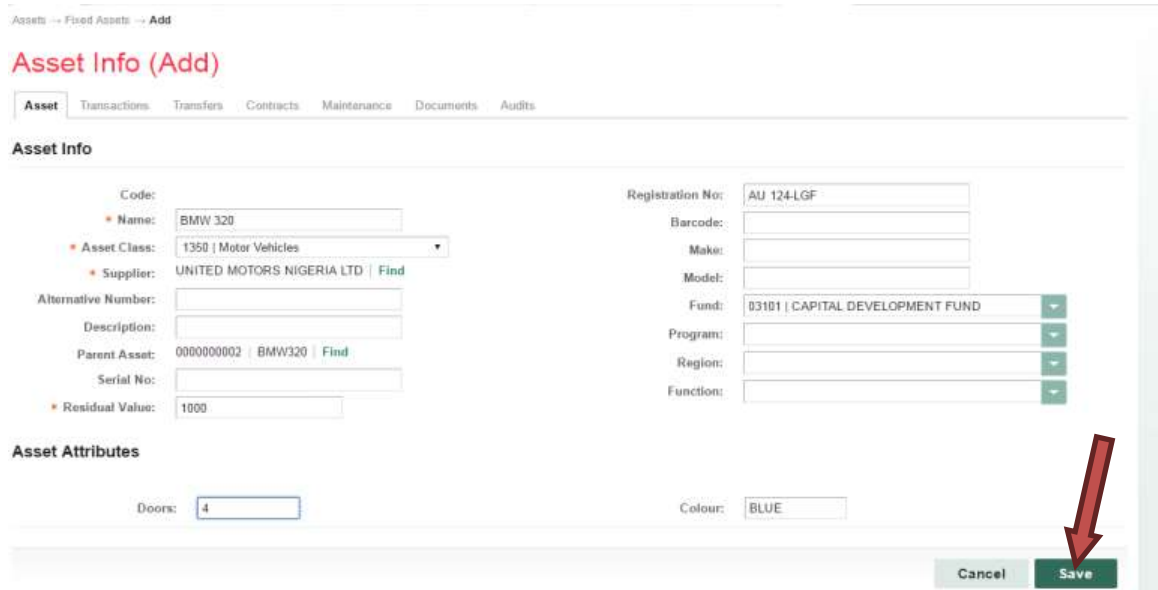 Assets → Fixed Assets → Add
Asset Info (Add)
Asset Transactions Transfers Contracts Maintenance Documents Audits
Asset Info
Code:
* Name: BMW 320
* Asset Class: 1350 | Motor Vehicles
* Supplier: UNITED MOTORS NIGERIA LTD | Find
Alternative Number:
Description:
Parent Asset: 0000000002 | BMW320 | Find
Serial No:
* Residual Value: 1000
Registration No: AU 124-LGF
Barcode:
Make:
Model:
Fund: 03101 | CAPITAL DEVELOPMENT FUND
Program:
Region:
Function:
Asset Attributes
Doors: 4
Colour: BLUE
Cancel Save